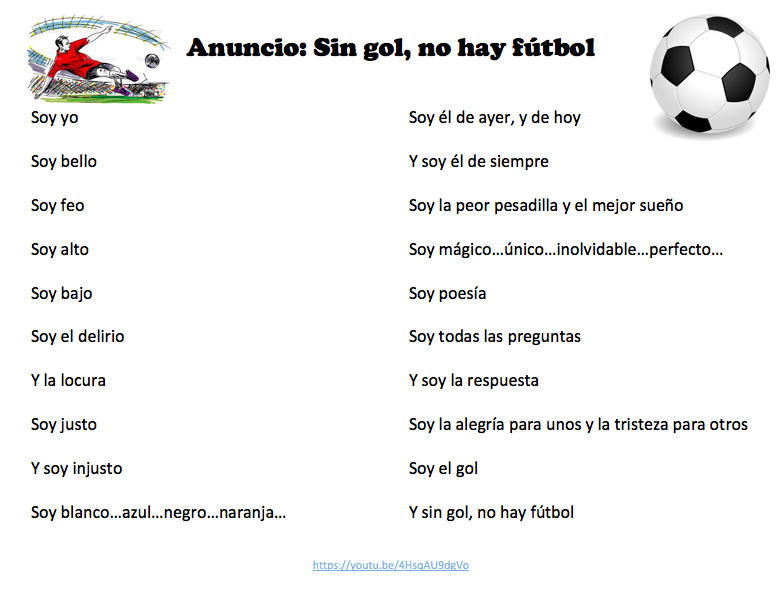 Anuncio: Sin gol, no hay fútbol
Soy yo
Soy bello
Soy feo
Soy alto
Soy bajo
Soy el delirio
Y la locura
Soy justo
Y soy injusto
Soy blanco…azul…negro…naranja…
Soy él de ayer, y de hoy
Y soy él de siempre
Soy la peor pesadilla y el mejor sueño
Soy mágico…único…inolvidable…perfecto…
Soy poesía
Soy todas las preguntas
Y soy la respuesta
Soy la alegría para unos y la tristeza para otros
Soy el gol
Y sin gol, no hay fútbol
https://youtu.be/4HsqAU9dgVo